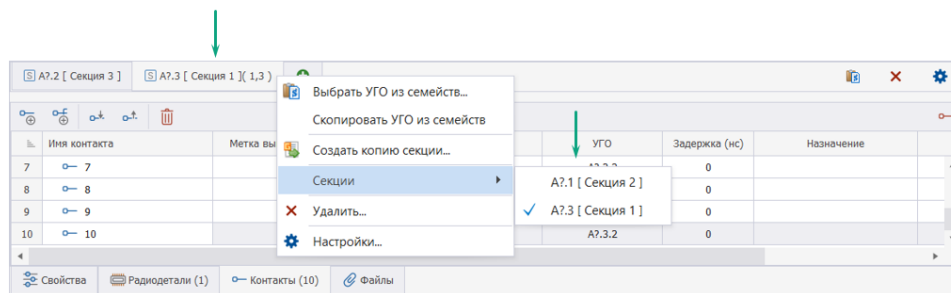 S A?.2 [ Секция 3 ] S A?.3 [ Секция 1 ]( 1,3 )
Выбрать УГО из семейств...
Скопировать УГО из семейств
Создать копию секции...
Секции
Удалить...
Настройки...
A?.1 [ Секция 2 ]
A?.3 [ Секция 1 ]
Имя контакта Метка вы УГО Задержка (нс) Назначение
7 7 0
8 8 0
9 9 0
10 10 A?.3.2 0
Свойства Радиодетали (1) Контакты (10) Файлы